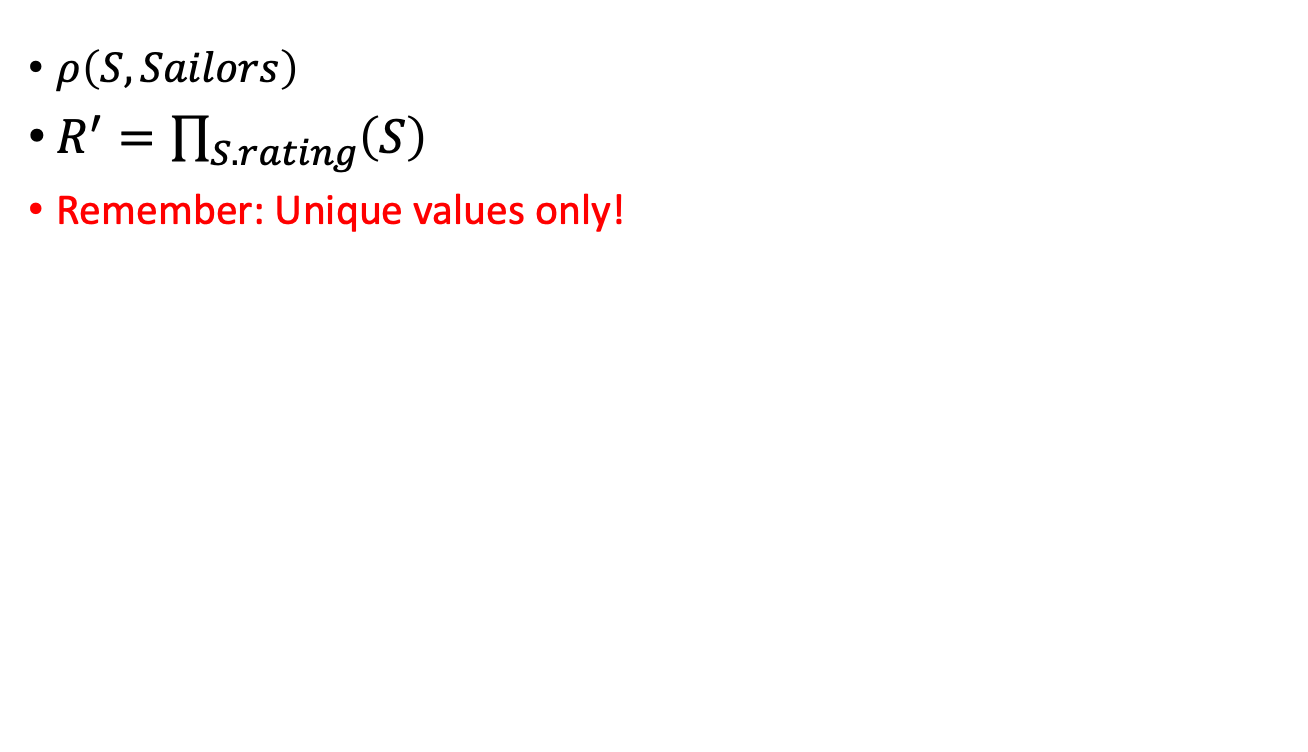 • ρ(S, Sailors)
• R′ = ∏S.rating(S)
• Remember: Unique values only!